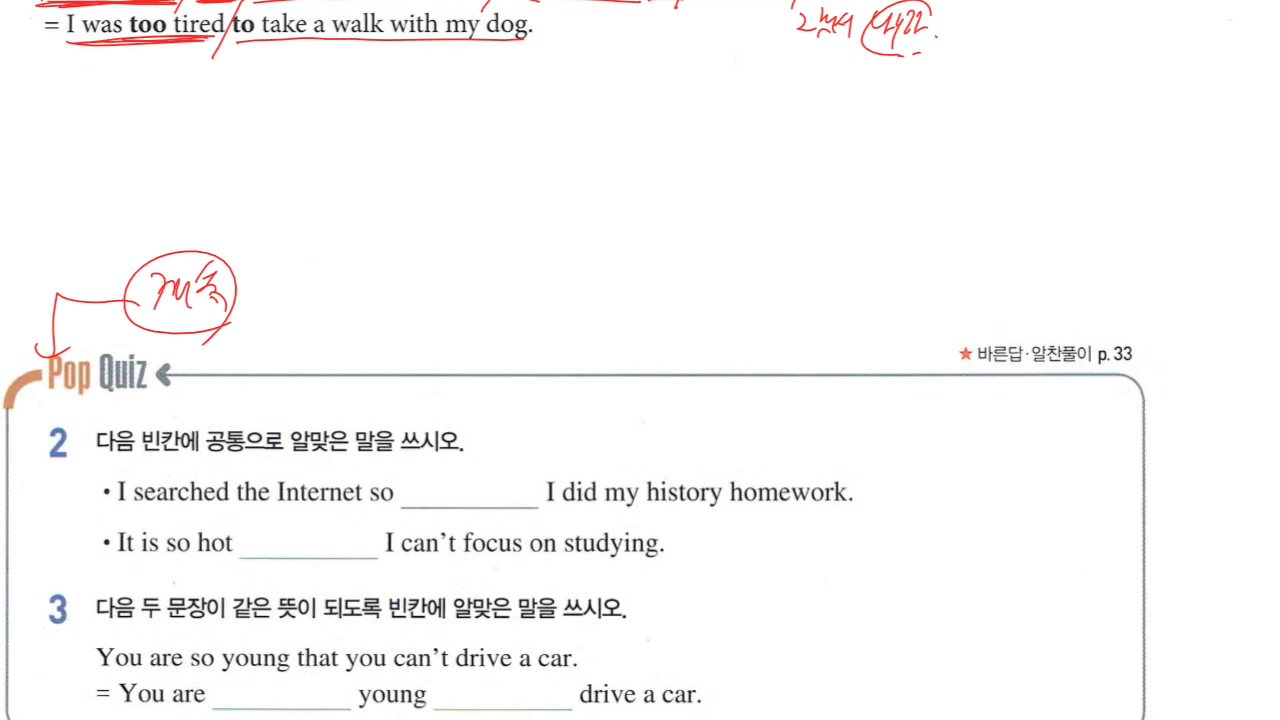 = I was too tired to take a walk with my dog.
계속
Pop Quiz
★ 바른답·알찬풀이 p. 33
2 다음 빈칸에 공통으로 알맞은 말을 쓰시오.
• I searched the Internet so __________ I did my history homework.
• It is so hot __________ I can't focus on studying.
3 다음 두 문장이 같은 뜻이 되도록 빈칸에 알맞은 말을 쓰시오.
You are so young that you can't drive a car.
= You are __________ young __________ drive a car.